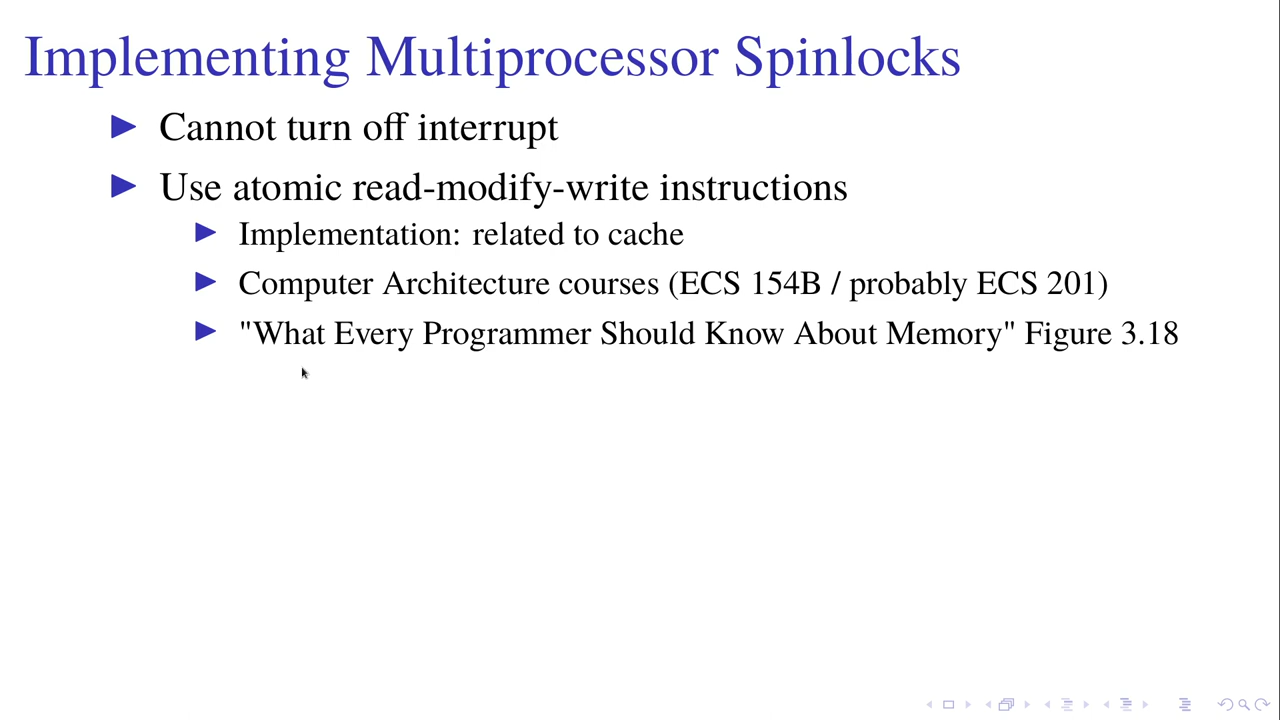 Implementing Multiprocessor Spinlocks
Cannot turn off interrupt
Use atomic read-modify-write instructions
Implementation: related to cache
Computer Architecture courses (ECS 154B / probably ECS 201)
"What Every Programmer Should Know About Memory" Figure 3.18